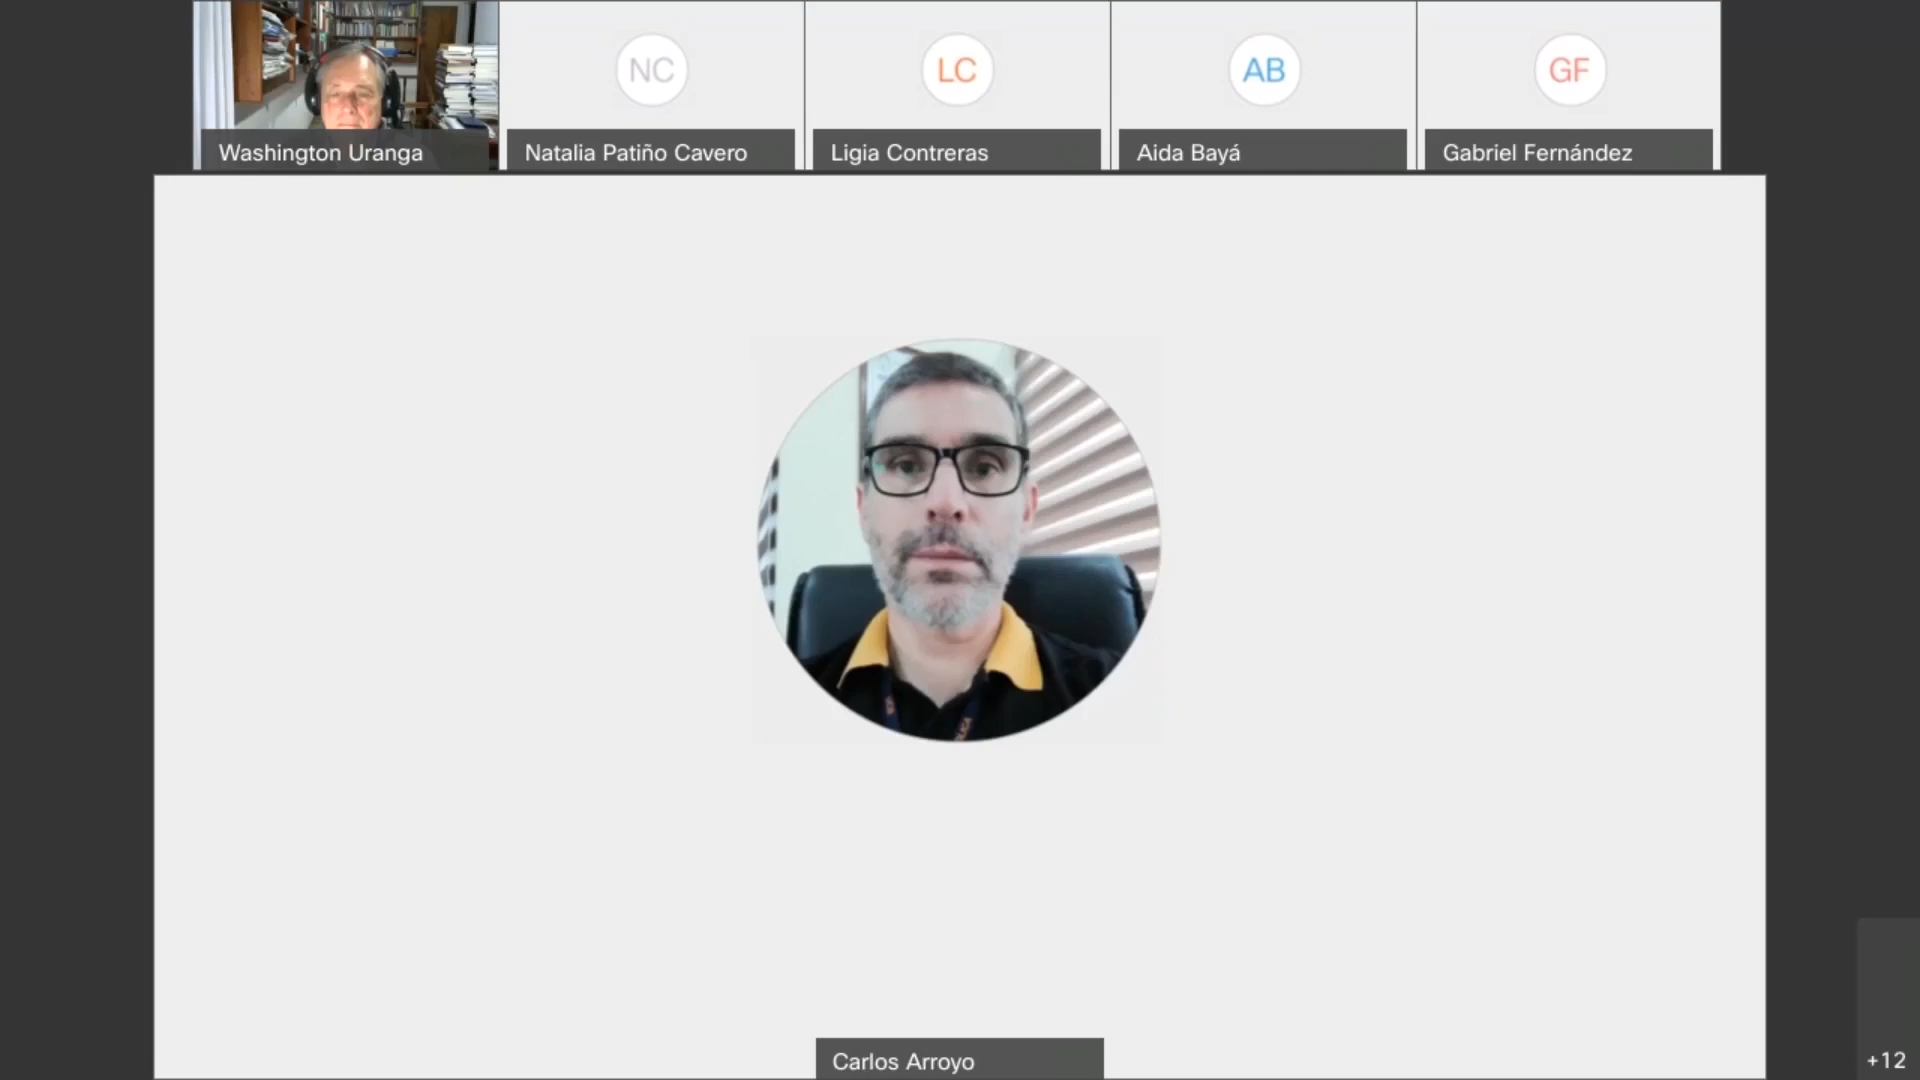 NC
LC
AB
GF
Washington Uranga
Natalia Patiño Cavero
Ligia Contreras
Aida Bayá
Gabriel Fernández
Carlos Arroyo
+12